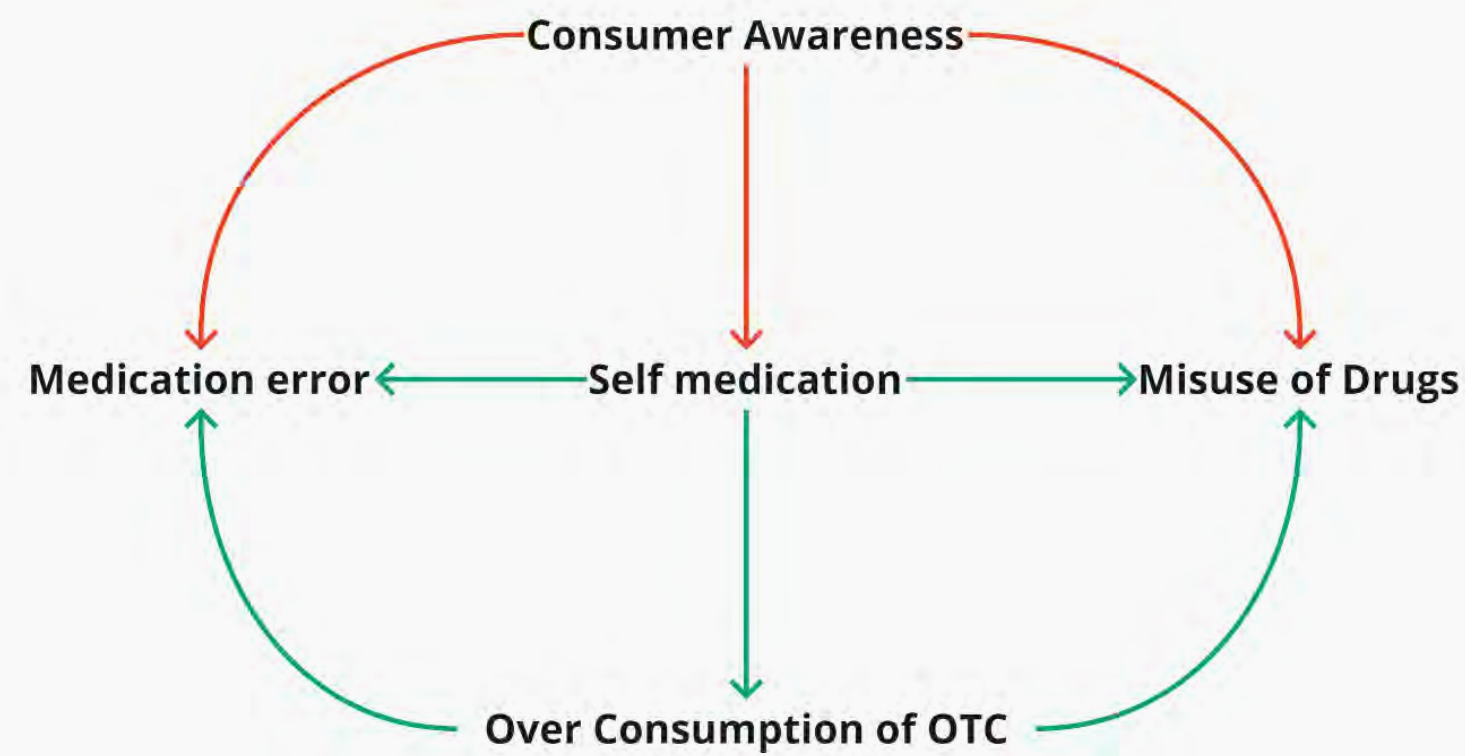 Consumer Awareness
Medication error
Self medication
Misuse of Drugs
Over Consumption of OTC